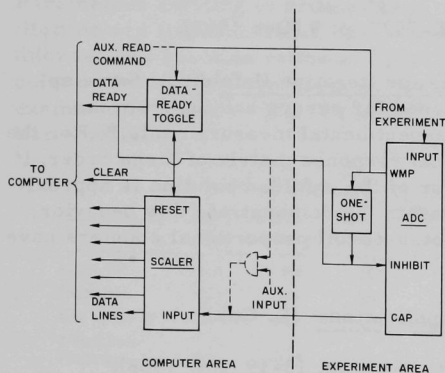 AUX. READ
COMMAND
DATA
READY
DATA-
READY
TOGGLE
FROM
EXPERIMENT
TO
COMPUTER
CLEAR
INPUT
WMP
ONE-
SHOT
ADC
RESET
SCALER
INHIBIT
AUX.
INPUT
DATA
LINES
INPUT
CAP
COMPUTER AREA
EXPERIMENT AREA